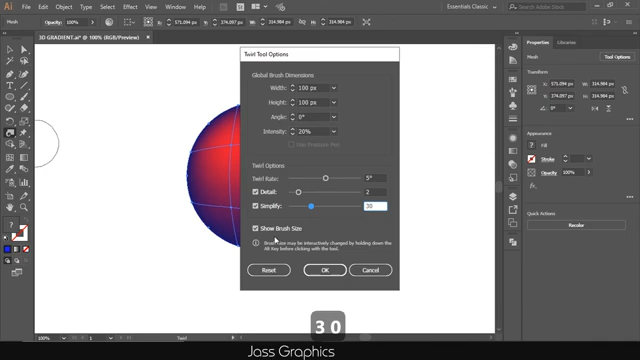 Ai
File
Edit
Object
Type
Select
Effect
View
Window
Help
Essentials Classic
Opacity: 100%
X: 571.094 px
Y: 374.097 px
W: 314.984 px
H: 314.984 px
3D GRADIENT.ai* @ 100% (RGB/Preview)
Twirl Tool Options
Global Brush Dimensions
Width: 100 px
Height: 100 px
Angle: 0°
Intensity: 20%
Use Pressure Pen
Twirl Options
Twirl Rate: 5°
Detail: 2
Simplify: 30
Show Brush Size
Brush size may be interactively changed by holding down the
Alt Key before clicking with the tool.
Reset
OK
Cancel
Properties
Libraries
Mesh
Tool Options
Transform
X: 571.094 px
W: 314.984 px
Y: 374.097 px
H: 314.984 px
0°
Appearance
Fill
Stroke
Opacity 100%
Quick Actions
Recolor
100%
1
Twirl
3 0
Jass Graphics